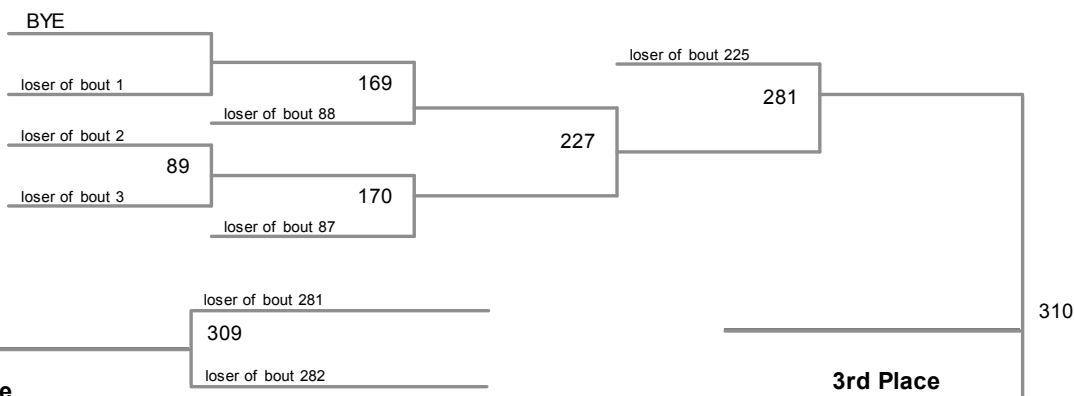 BYE
loser of bout 225
loser of bout 1
169
281
loser of bout 88
loser of bout 2
227
89
loser of bout 3
170
loser of bout 87
loser of bout 281
310
309
loser of bout 282
3rd Place
e